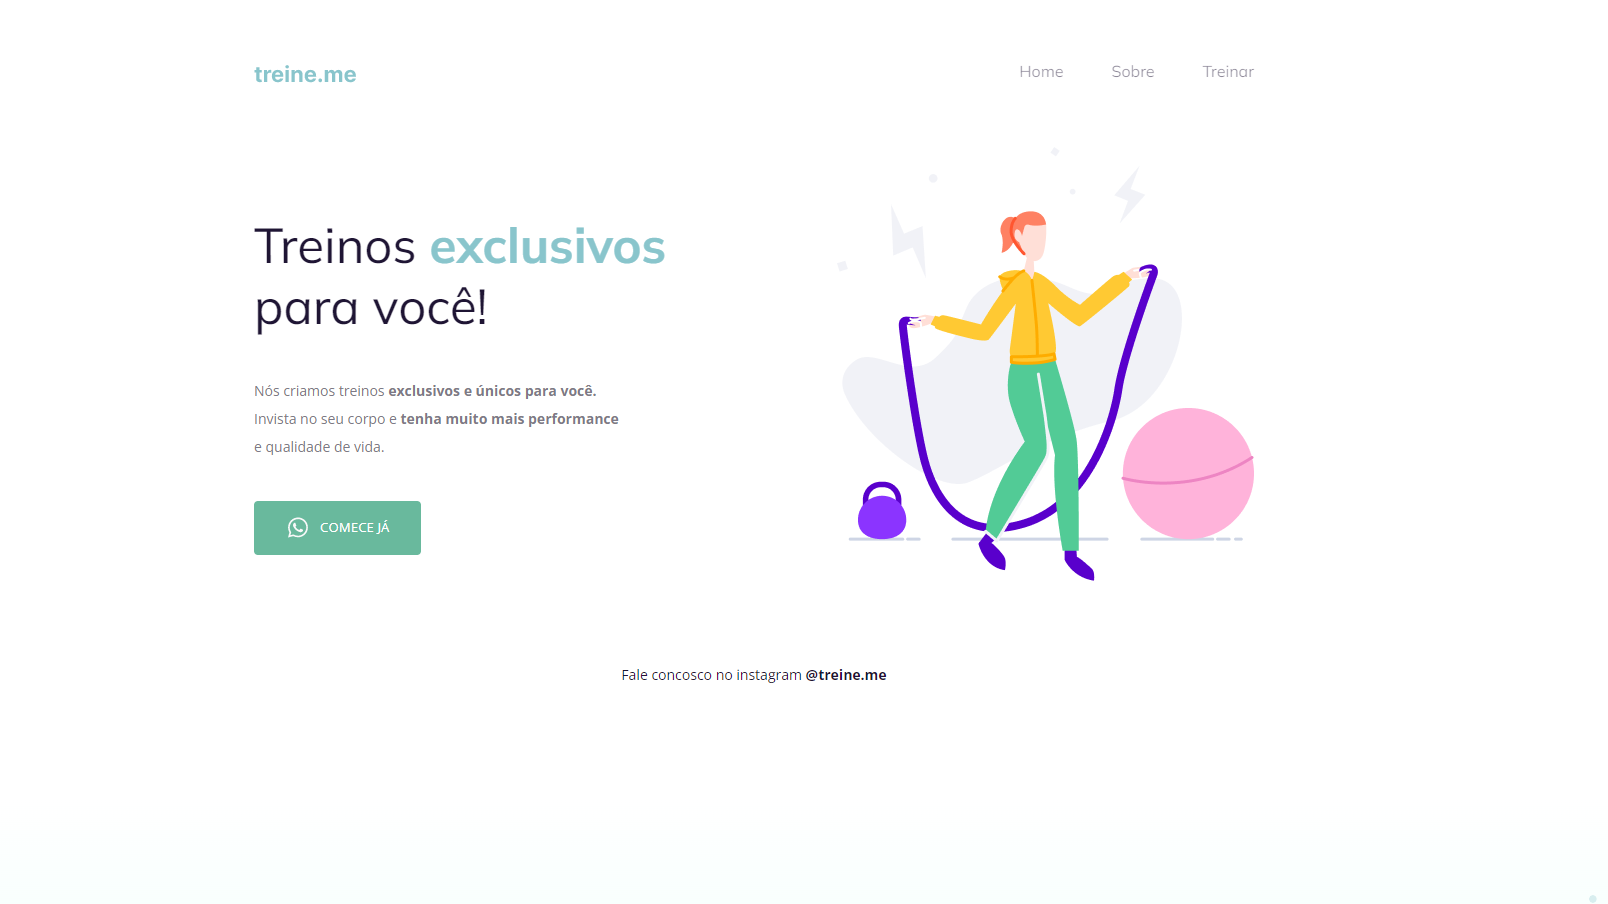 treine.me
Home Sobre Treinar
Treinos exclusivos
para você!
Nós criamos treinos exclusivos e únicos para você.
Invista no seu corpo e tenha muito mais performance
e qualidade de vida.
COMECE JÁ
Fale concosco no instagram @treine.me